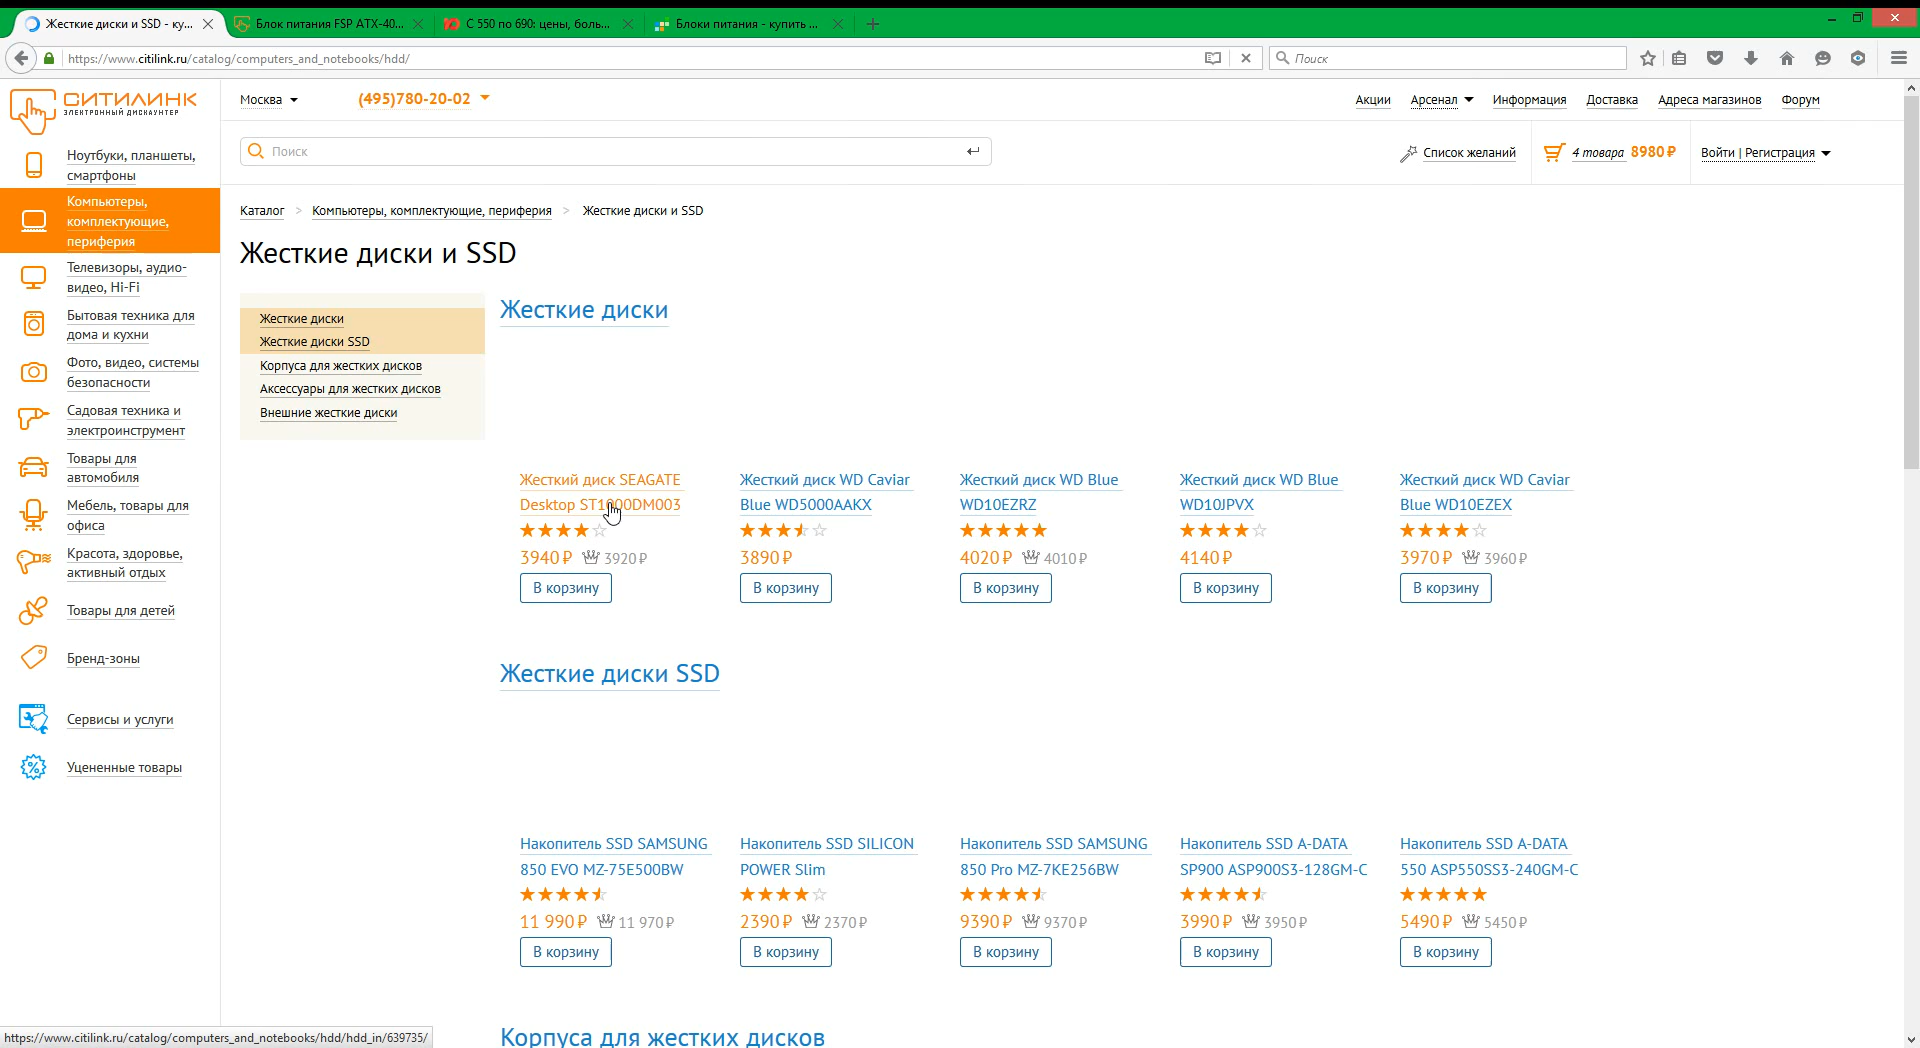 Жесткие диски и SSD - ку...
Блок питания FSP ATX-40...
С 550 по 690: цены, боль...
Блоки питания - купить ...
https://www.citilink.ru/catalog/computers_and_notebooks/hdd/
Поиск
СИТИЛИНК
ЭЛЕКТРОННЫЙ ДИСКАУНТЕР
Москва
(495)780-20-02
Акции
Арсенал
Информация
Доставка
Адреса магазинов
Форум
Поиск
Список желаний
4 товара 8980 ₽
Войти | Регистрация
Ноутбуки, планшеты,
смартфоны
Компьютеры,
комплектующие,
периферия
Телевизоры, аудио-
видео, Hi-Fi
Бытовая техника для
дома и кухни
Фото, видео, системы
безопасности
Садовая техника и
электроинструмент
Товары для
автомобиля
Мебель, товары для
офиса
Красота, здоровье,
активный отдых
Товары для детей
Бренд-зоны
Сервисы и услуги
Уцененные товары
Каталог > Компьютеры, комплектующие, периферия > Жесткие диски и SSD
Жесткие диски и SSD
Жесткие диски
Жесткие диски SSD
Корпуса для жестких дисков
Аксессуары для жестких дисков
Внешние жесткие диски
Жесткие диски
Жесткий диск SEAGATE
Desktop ST1000DM003
3940 ₽ 3920 ₽
В корзину
Жесткий диск WD Caviar
Blue WD5000AAKX
3890 ₽
В корзину
Жесткий диск WD Blue
WD10EZRZ
4020 ₽ 4010 ₽
В корзину
Жесткий диск WD Blue
WD10JPVX
4140 ₽
В корзину
Жесткий диск WD Caviar
Blue WD10EZEX
3970 ₽ 3960 ₽
В корзину
Жесткие диски SSD
Накопитель SSD SAMSUNG
850 EVO MZ-75E500BW
11 990 ₽ 11 970 ₽
В корзину
Накопитель SSD SILICON
POWER Slim
2390 ₽ 2370 ₽
В корзину
Накопитель SSD SAMSUNG
850 Pro MZ-7KE256BW
9390 ₽ 9370 ₽
В корзину
Накопитель SSD A-DATA
SP900 ASP900S3-128GM-C
3990 ₽ 3950 ₽
В корзину
Накопитель SSD A-DATA
550 ASP550SS3-240GM-C
5490 ₽ 5450 ₽
В корзину
Корпуса для жестких дисков
https://www.citilink.ru/catalog/computers_and_notebooks/hdd/hdd_in/639735/